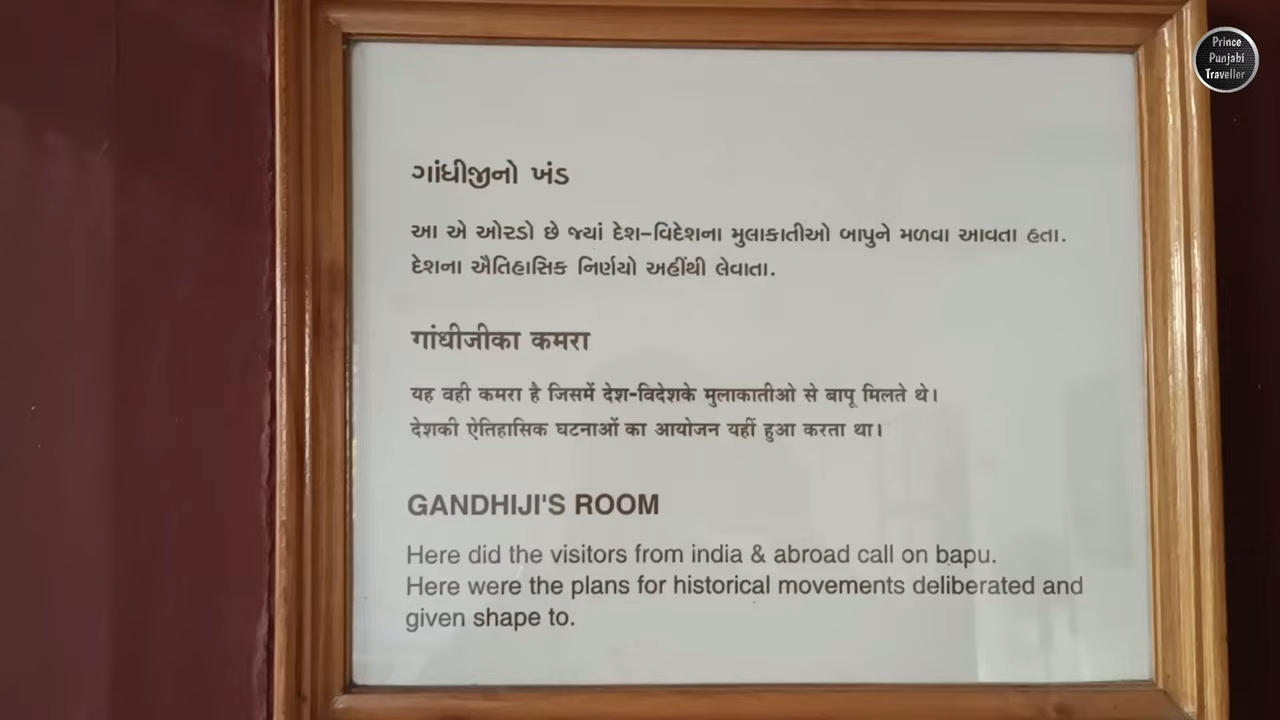 ગાંધીજીનો ખંડ
આ એ ઓરડો છે જ્યાં દેશ-વિદેશના મુલાકાતીઓ બાપુને મળવા આવતા હતા.
દેશના ઐતિહાસિક નિર્ણયો અહીંથી લેવાતા.
गांधीजीका कमरा
यह वही कमरा है जिसमें देश-विदेशके मुलाकातीओ से बापू मिलते थे।
देशकी ऐतिहासिक घटनाओं का आयोजन यहीं हुआ करता था।
GANDHIJI'S ROOM
Here did the visitors from india & abroad call on bapu.
Here were the plans for historical movements deliberated and
given shape to.
Prince
Punjabi
Traveller